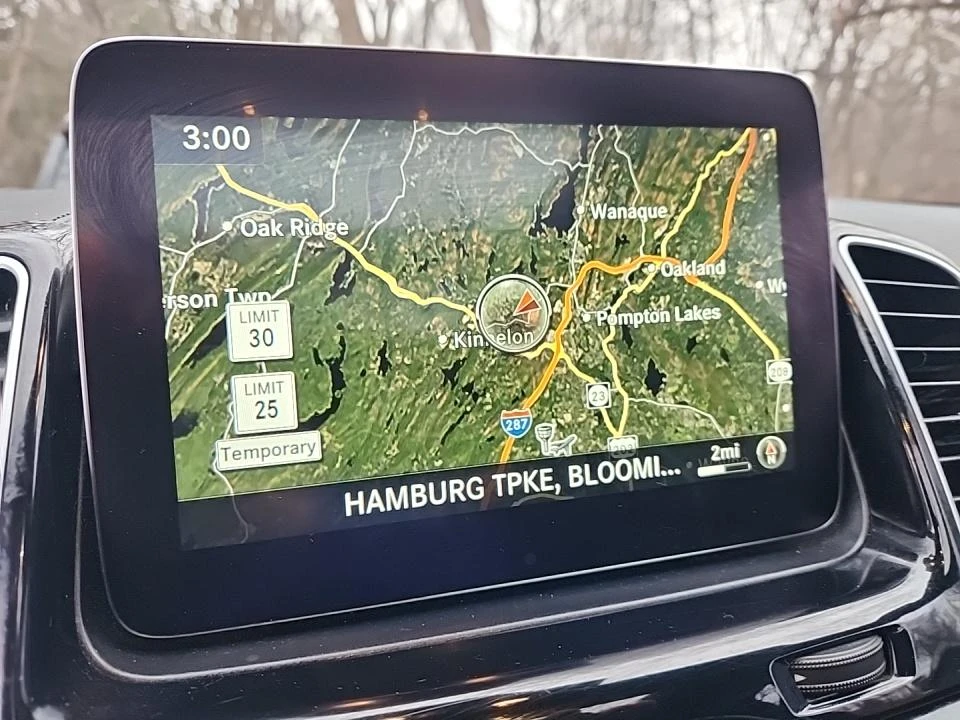 3:00
Oak Ridge
Wanaque
Oakland
rson Twp
LIMIT
30
Kinnelon
Pompton Lakes
LIMIT
25
Temporary
287
23
208
HAMBURG TPKE, BLOOMI...
2mi
N